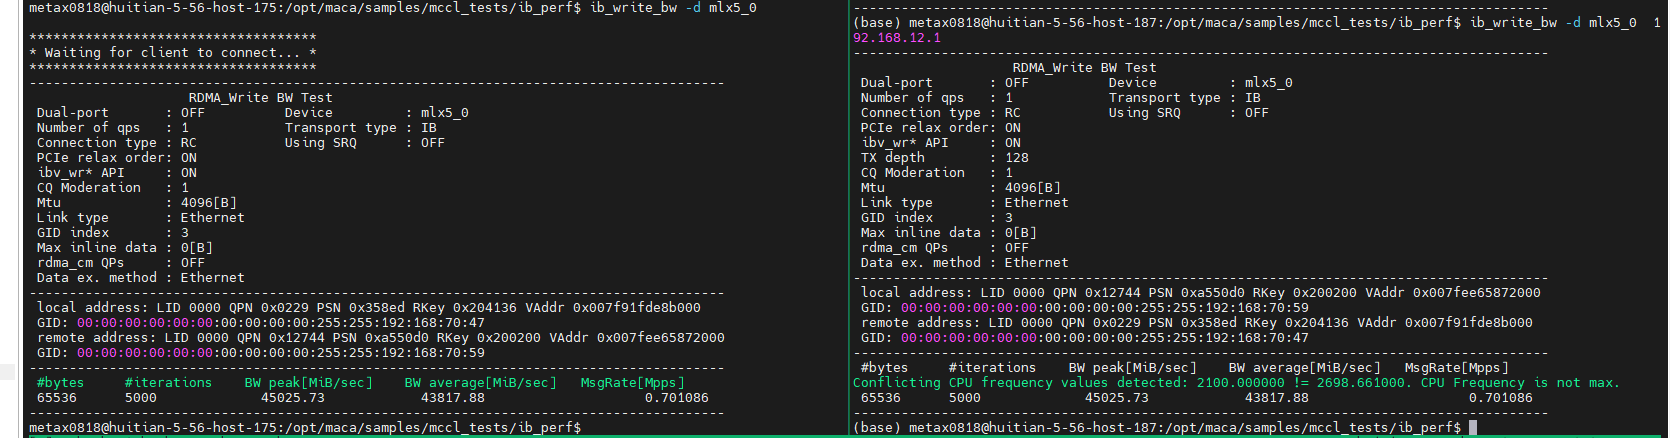 metax0818@huitian-5-56-host-175:/opt/maca/samples/mccl_tests/ib_perf$ ib_write_bw -d mlx5_0
************************************
* Waiting for client to connect... *
************************************
---------------------------------------------------------------------------------------
RDMA_Write BW Test
Dual-port : OFF Device : mlx5_0
Number of qps : 1 Transport type : IB
Connection type : RC Using SRQ : OFF
PCIe relax order: ON
ibv_wr* API : ON
CQ Moderation : 1
Mtu : 4096[B]
Link type : Ethernet
GID index : 3
Max inline data : 0[B]
rdma_cm QPs : OFF
Data ex. method : Ethernet
---------------------------------------------------------------------------------------
local address: LID 0000 QPN 0x0229 PSN 0x358ed RKey 0x204136 VAddr 0x007f91fde8b000
GID: 00:00:00:00:00:00:00:00:00:00:255:255:192:168:70:47
remote address: LID 0000 QPN 0x12744 PSN 0xa550d0 RKey 0x200200 VAddr 0x007fee65872000
GID: 00:00:00:00:00:00:00:00:00:00:255:255:192:168:70:59
---------------------------------------------------------------------------------------
#bytes #iterations BW peak[MiB/sec] BW average[MiB/sec] MsgRate[Mpps]
65536 5000 45025.73 43817.88 0.701086
---------------------------------------------------------------------------------------
metax0818@huitian-5-56-host-175:/opt/maca/samples/mccl_tests/ib_perf$
---------------------------------------------------------------------------------------
(base) metax0818@huitian-5-56-host-187:/opt/maca/samples/mccl_tests/ib_perf$ ib_write_bw -d mlx5_0 1
92.168.12.1
---------------------------------------------------------------------------------------
RDMA_Write BW Test
Dual-port : OFF Device : mlx5_0
Number of qps : 1 Transport type : IB
Connection type : RC Using SRQ : OFF
PCIe relax order: ON
ibv_wr* API : ON
TX depth : 128
CQ Moderation : 1
Mtu : 4096[B]
Link type : Ethernet
GID index : 3
Max inline data : 0[B]
rdma_cm QPs : OFF
Data ex. method : Ethernet
---------------------------------------------------------------------------------------
local address: LID 0000 QPN 0x12744 PSN 0xa550d0 RKey 0x200200 VAddr 0x007fee65872000
GID: 00:00:00:00:00:00:00:00:00:00:255:255:192:168:70:59
remote address: LID 0000 QPN 0x0229 PSN 0x358ed RKey 0x204136 VAddr 0x007f91fde8b000
GID: 00:00:00:00:00:00:00:00:00:00:255:255:192:168:70:47
---------------------------------------------------------------------------------------
#bytes #iterations BW peak[MiB/sec] BW average[MiB/sec] MsgRate[Mpps]
Conflicting CPU frequency values detected: 2100.000000 != 2698.661000. CPU Frequency is not max.
65536 5000 45025.73 43817.88 0.701086
---------------------------------------------------------------------------------------
(base) metax0818@huitian-5-56-host-187:/opt/maca/samples/mccl_tests/ib_perf$